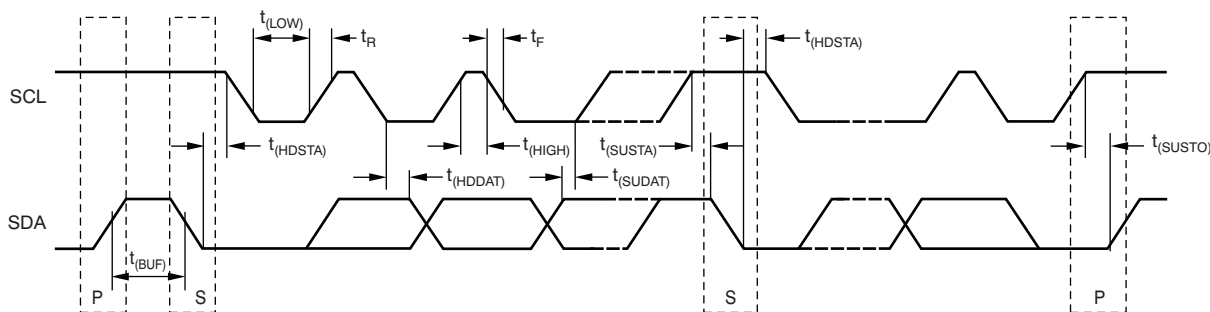 t(LOW)
tR
tF
t(HDSTA)
SCL
t(HDSTA)
t(HIGH)
t(SUSTA)
t(SUSTO)
t(HDDAT)
t(SUDAT)
SDA
t(BUF)
P
S
S
P